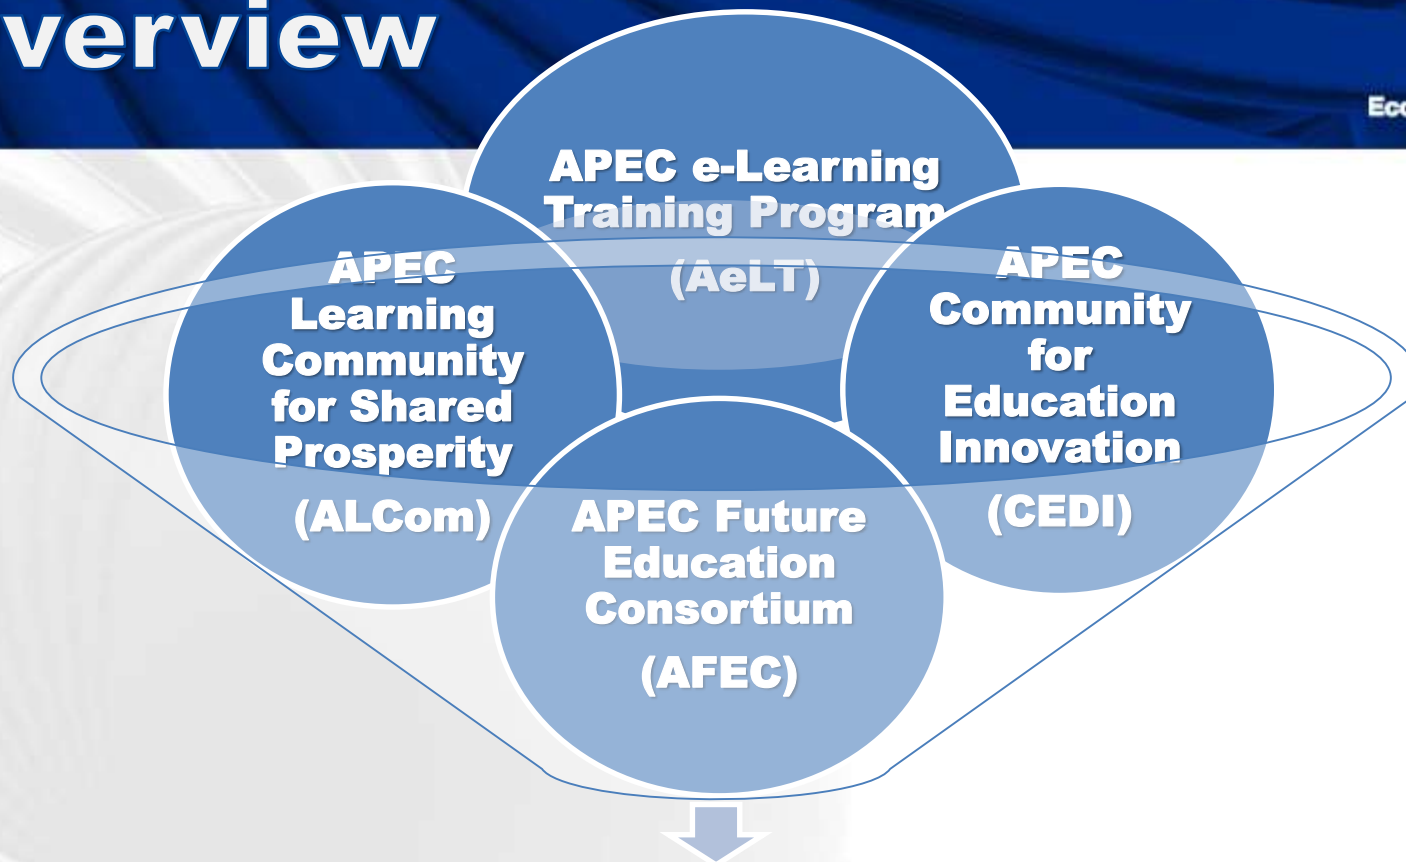 verview
Eco
APEC e-Learning
Training Program
(AeLT)
APEC
Learning
Community
for Shared
Prosperity
(ALCom)
APEC
Community
for
Education
Innovation
(CEDI)
APEC Future
Education
Consortium
(AFEC)